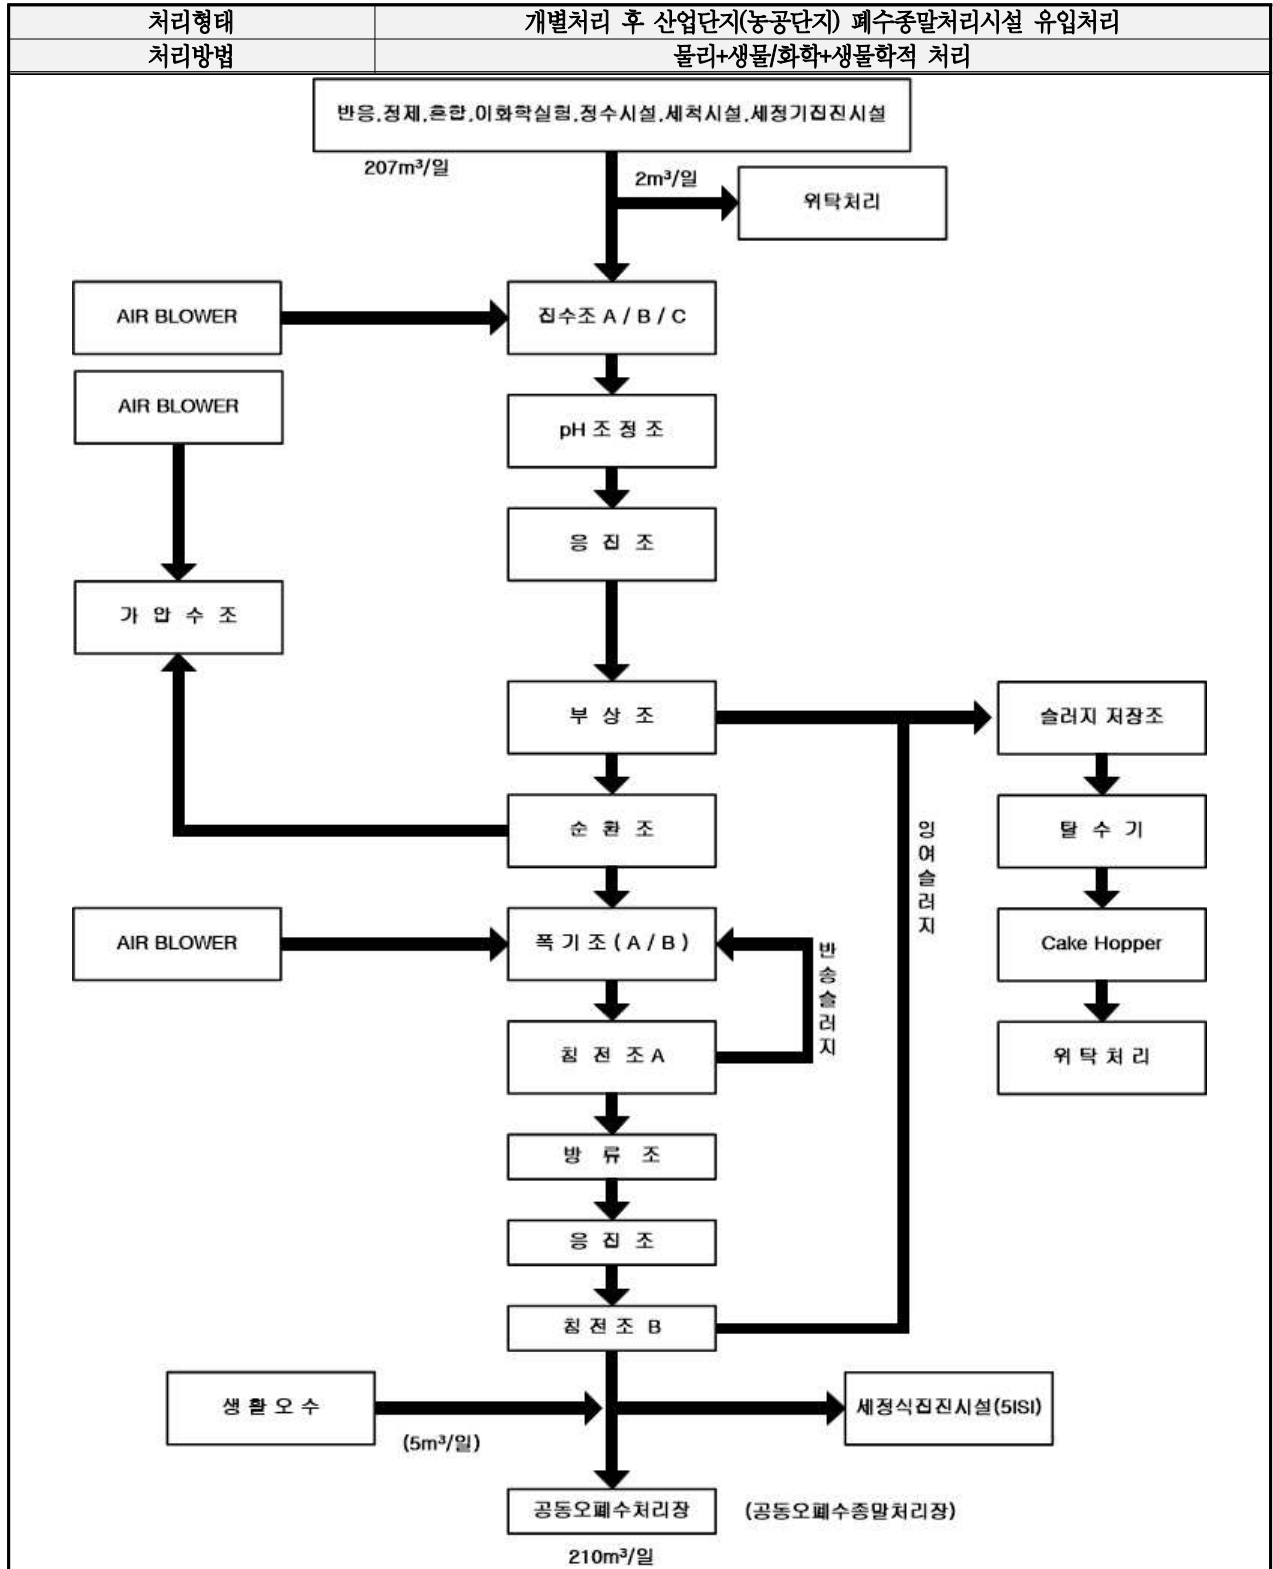 처리형태 개별처리 후 산업단지(농공단지) 폐수종말처리시설 유입처리
처리방법 물리+생물/화학+생물학적 처리
반응,정제,혼합,이화학실험,정수시설,세척시설,세정기집진시설
207m³/일
2m³/일
위탁처리
AIR BLOWER
집수조 A / B / C
AIR BLOWER
pH 조 정 조
응 집 조
가 압 수 조
부 상 조
슬러지 저장조
순 환 조
잉여슬러지
탈 수 기
AIR BLOWER
폭 기 조 ( A / B )
반송슬러지
Cake Hopper
침 전 조 A
위 탁 처 리
방 류 조
응 집 조
침 전 조 B
생 활 오 수
(5m³/일)
세정식집진시설(5ISI)
공동오폐수처리장
(공동오폐수종말처리장)
210m³/일